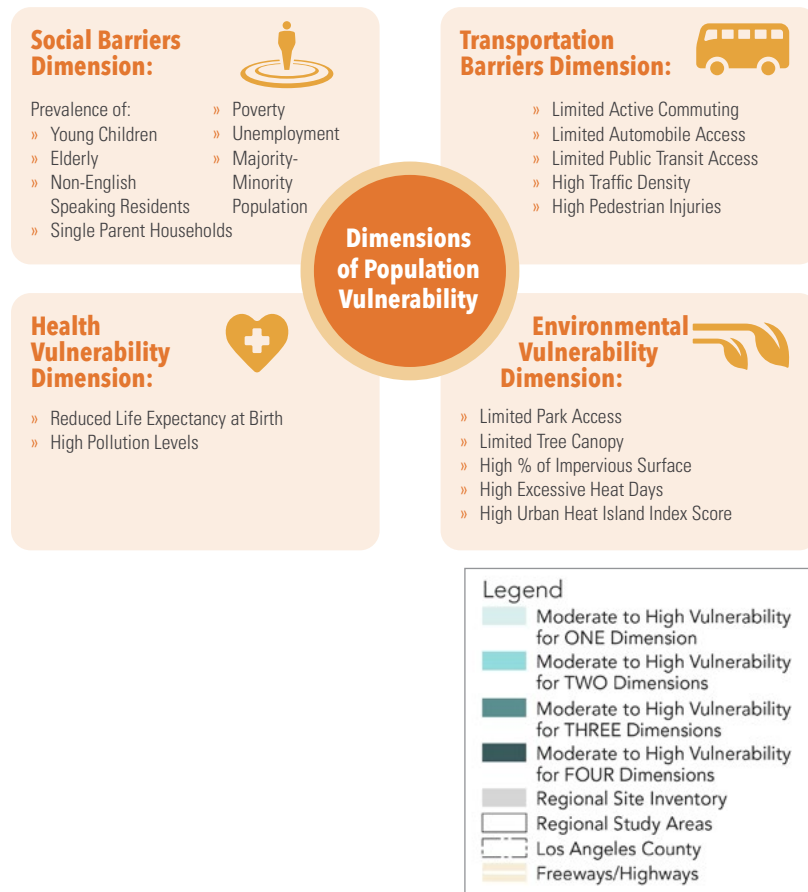 Social Barriers
Dimension:
Prevalence of:
» Young Children
» Elderly
» Non-English
Speaking Residents
» Single Parent Households
» Poverty
» Unemployment
» Majority-
Minority
Population
Transportation
Barriers Dimension:
» Limited Active Commuting
» Limited Automobile Access
» Limited Public Transit Access
» High Traffic Density
» High Pedestrian Injuries
Dimensions
of Population
Vulnerability
Health
Vulnerability
Dimension:
» Reduced Life Expectancy at Birth
» High Pollution Levels
Environmental
Vulnerability
Dimension:
» Limited Park Access
» Limited Tree Canopy
» High % of Impervious Surface
» High Excessive Heat Days
» High Urban Heat Island Index Score
Legend
Moderate to High Vulnerability
for ONE Dimension
Moderate to High Vulnerability
for TWO Dimensions
Moderate to High Vulnerability
for THREE Dimensions
Moderate to High Vulnerability
for FOUR Dimensions
Regional Site Inventory
Regional Study Areas
Los Angeles County
Freeways/Highways